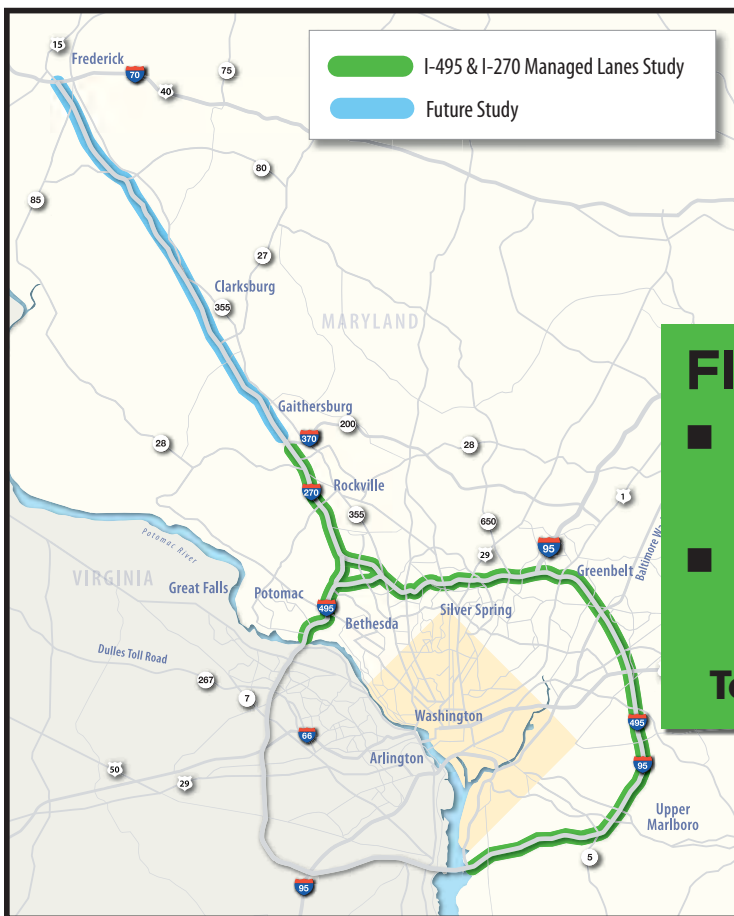 I-495 & I-270 Managed Lanes Study
Future Study
15
Frederick
70
75
40
80
85
27
Clarksburg
355
MARYLAND
Gaithersburg
370
200
28
28
270
Rockville
355
650
1
29
95
Potomac River
VIRGINIA
Great Falls
Potomac
Greenbelt
Baltimore
495
Silver Spring
Bethesda
Dulles Toll Road
267
7
Washington
66
495
Arlington
95
50
29
Upper
Marlboro
5
95